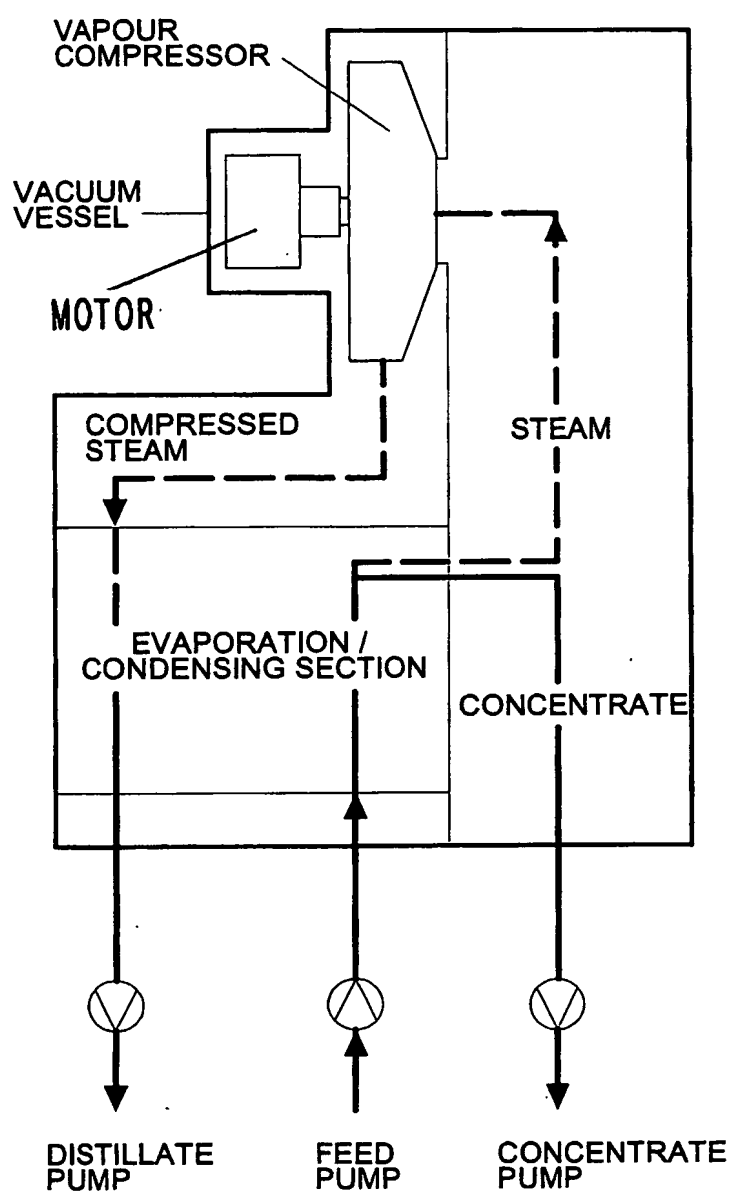 VAPOUR
COMPRESSOR
VACUUM
VESSEL
MOTOR
COMPRESSED
STEAM
STEAM
EVAPORATION /
CONDENSING SECTION
CONCENTRATE
DISTILLATE
PUMP
FEED
PUMP
CONCENTRATE
PUMP